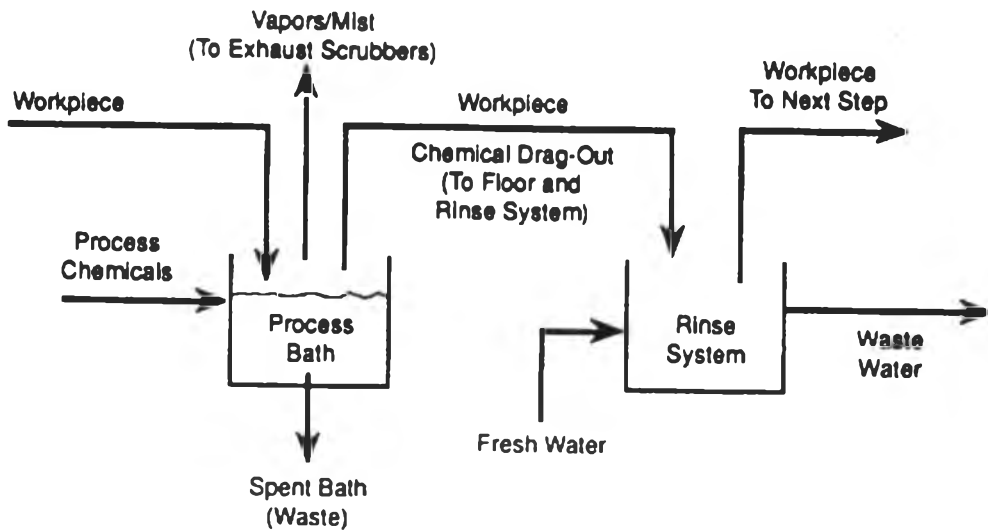 Vapors/Mist
(To Exhaust Scrubbers)
Workpiece
Workpiece
Workpiece
To Next Step
Chemical Drag-Out
(To Floor and
Rinse System)
Process
Chemicals
Process
Bath
Rinse
System
Waste
Water
Fresh Water
Spent Bath
(Waste)